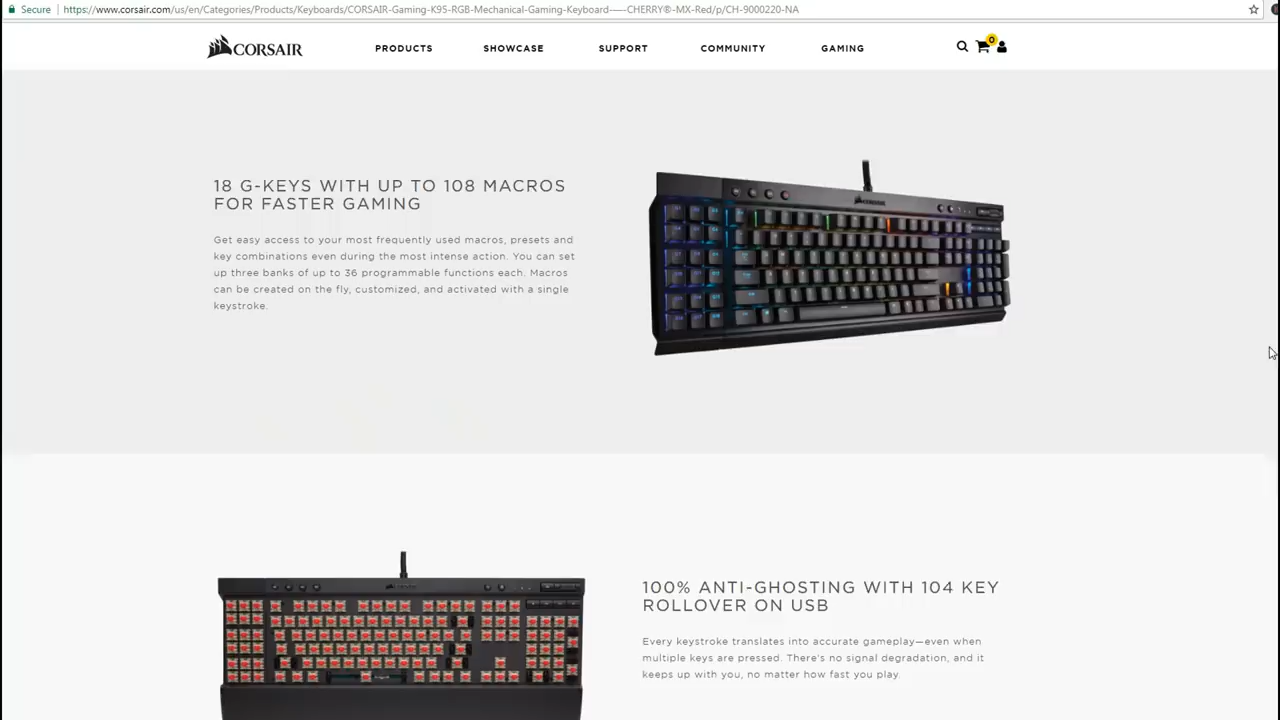 Secure
https://www.corsair.com/us/en/Categories/Products/Keyboards/CORSAIR-Gaming-K95-RGB-Mechanical-Gaming-Keyboard-—-CHERRY®-MX-Red/p/CH-9000220-NA
CORSAIR
PRODUCTS
SHOWCASE
SUPPORT
COMMUNITY
GAMING
0
18 G-KEYS WITH UP TO 108 MACROS
FOR FASTER GAMING
Get easy access to your most frequently used macros, presets and
key combinations even during the most intense action. You can set
up three banks of up to 36 programmable functions each. Macros
can be created on the fly, customized, and activated with a single
keystroke.
CORSAIR
100% ANTI-GHOSTING WITH 104 KEY
ROLLOVER ON USB
Every keystroke translates into accurate gameplay—even when
multiple keys are pressed. There's no signal degradation, and it
keeps up with you, no matter how fast you play.